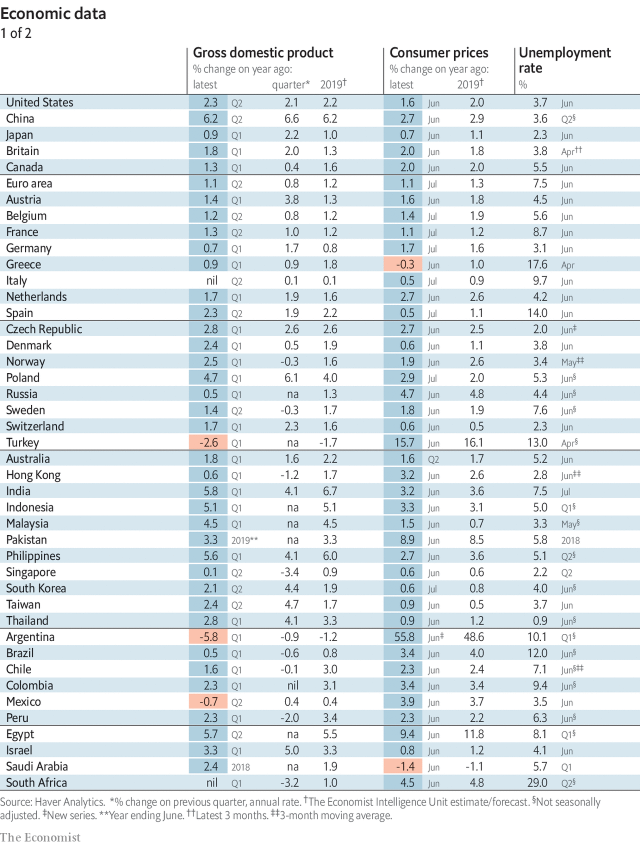 Economic data
1 of 2
Gross domestic product Consumer prices Unemployment
% change on year ago: % change on year ago: rate
latest quarter* 2019† latest 2019† %
United States 2.3 Q2 2.1 2.2 1.6 Jun 2.0 3.7 Jun
China 6.2 Q2 6.6 6.2 2.7 Jun 2.9 3.6 Q2§
Japan 0.9 Q1 2.2 1.0 0.7 Jun 1.1 2.3 Jun
Britain 1.8 Q1 2.0 1.3 2.0 Jun 1.8 3.8 Apr††
Canada 1.3 Q1 0.4 1.6 2.0 Jun 2.0 5.5 Jun
Euro area 1.1 Q2 0.8 1.2 1.1 Jul 1.3 7.5 Jun
Austria 1.4 Q1 3.8 1.3 1.6 Jun 1.8 4.5 Jun
Belgium 1.2 Q2 0.8 1.2 1.4 Jul 1.9 5.6 Jun
France 1.3 Q2 1.0 1.2 1.1 Jul 1.2 8.7 Jun
Germany 0.7 Q1 1.7 0.8 1.7 Jul 1.6 3.1 Jun
Greece 0.9 Q1 0.9 1.8 -0.3 Jun 1.0 17.6 Apr
Italy nil Q2 0.1 0.1 0.5 Jul 0.9 9.7 Jun
Netherlands 1.7 Q1 1.9 1.6 2.7 Jun 2.6 4.2 Jun
Spain 2.3 Q2 1.9 2.2 0.5 Jul 1.1 14.0 Jun
Czech Republic 2.8 Q1 2.6 2.6 2.7 Jun 2.5 2.0 Jun‡
Denmark 2.4 Q1 0.5 1.9 0.6 Jun 1.1 3.8 Jun
Norway 2.5 Q1 -0.3 1.6 1.9 Jun 2.6 3.4 May‡‡
Poland 4.7 Q1 6.1 4.0 2.9 Jul 2.0 5.3 Jun§
Russia 0.5 Q1 na 1.3 4.7 Jun 4.8 4.4 Jun§
Sweden 1.4 Q2 -0.3 1.7 1.8 Jun 1.9 7.6 Jun§
Switzerland 1.7 Q1 2.3 1.6 0.6 Jun 0.5 2.3 Jun
Turkey -2.6 Q1 na -1.7 15.7 Jun 16.1 13.0 Apr§
Australia 1.8 Q1 1.6 2.2 1.6 Q2 1.7 5.2 Jun
Hong Kong 0.6 Q1 -1.2 1.7 3.2 Jun 2.6 2.8 Jun‡‡
India 5.8 Q1 4.1 6.7 3.2 Jun 3.6 7.5 Jul
Indonesia 5.1 Q1 na 5.1 3.3 Jun 3.1 5.0 Q1§
Malaysia 4.5 Q1 na 4.5 1.5 Jun 0.7 3.3 May§
Pakistan 3.3 2019** na 3.3 8.9 Jun 8.5 5.8 2018
Philippines 5.6 Q1 4.1 6.0 2.7 Jun 3.6 5.1 Q2§
Singapore 0.1 Q2 -3.4 0.9 0.6 Jun 0.6 2.2 Q2
South Korea 2.1 Q2 4.4 1.9 0.6 Jul 0.8 4.0 Jun§
Taiwan 2.4 Q2 4.7 1.7 0.9 Jun 0.5 3.7 Jun
Thailand 2.8 Q1 4.1 3.3 0.9 Jun 1.2 0.9 Jun§
Argentina -5.8 Q1 -0.9 -1.2 55.8 Jun‡ 48.6 10.1 Q1§
Brazil 0.5 Q1 -0.6 0.8 3.4 Jun 4.0 12.0 Jun§
Chile 1.6 Q1 -0.1 3.0 2.3 Jun 2.4 7.1 Jun§‡‡
Colombia 2.3 Q1 nil 3.1 3.4 Jun 3.4 9.4 Jun§
Mexico -0.7 Q2 0.4 0.4 3.9 Jun 3.7 3.5 Jun
Peru 2.3 Q1 -2.0 3.4 2.3 Jun 2.2 6.3 Jun§
Egypt 5.7 Q2 na 5.5 9.4 Jun 11.8 8.1 Q1§
Israel 3.3 Q1 5.0 3.3 0.8 Jun 1.2 4.1 Jun
Saudi Arabia 2.4 2018 na 1.9 -1.4 Jun -1.1 5.7 Q1
South Africa nil Q1 -3.2 1.0 4.5 Jun 4.8 29.0 Q2§
Source: Haver Analytics. *% change on previous quarter, annual rate. †The Economist Intelligence Unit estimate/forecast. §Not seasonally
adjusted. ‡New series. **Year ending June. ††Latest 3 months. ‡‡3-month moving average.
The Economist